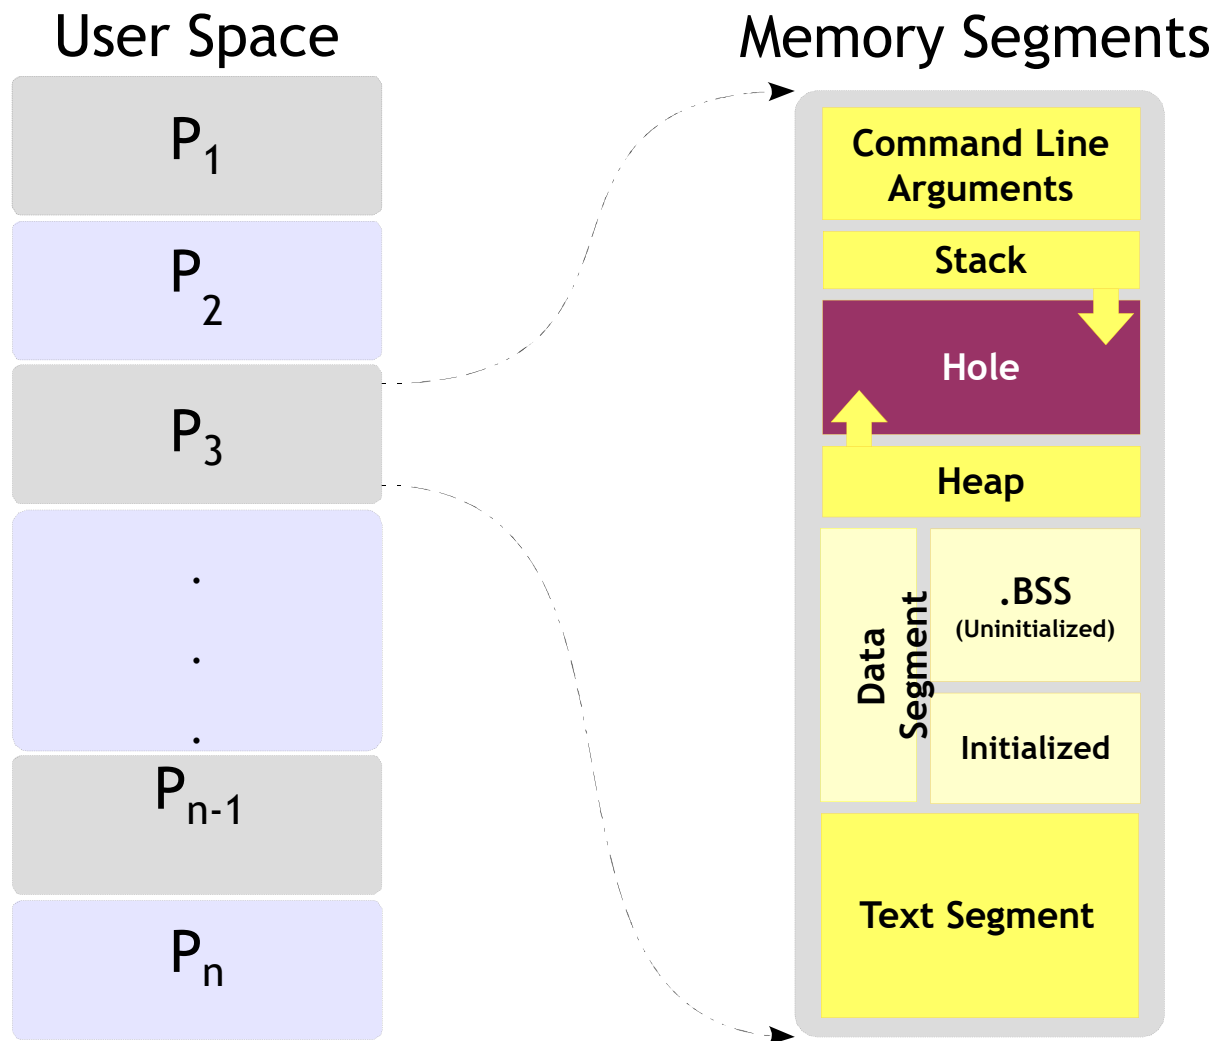 User Space
P1
P2
P3
.
.
.
Pn-1
Pn
Memory Segments
Command Line
Arguments
Stack
Hole
Heap
Data
Segment
.BSS
(Uninitialized)
Initialized
Text Segment